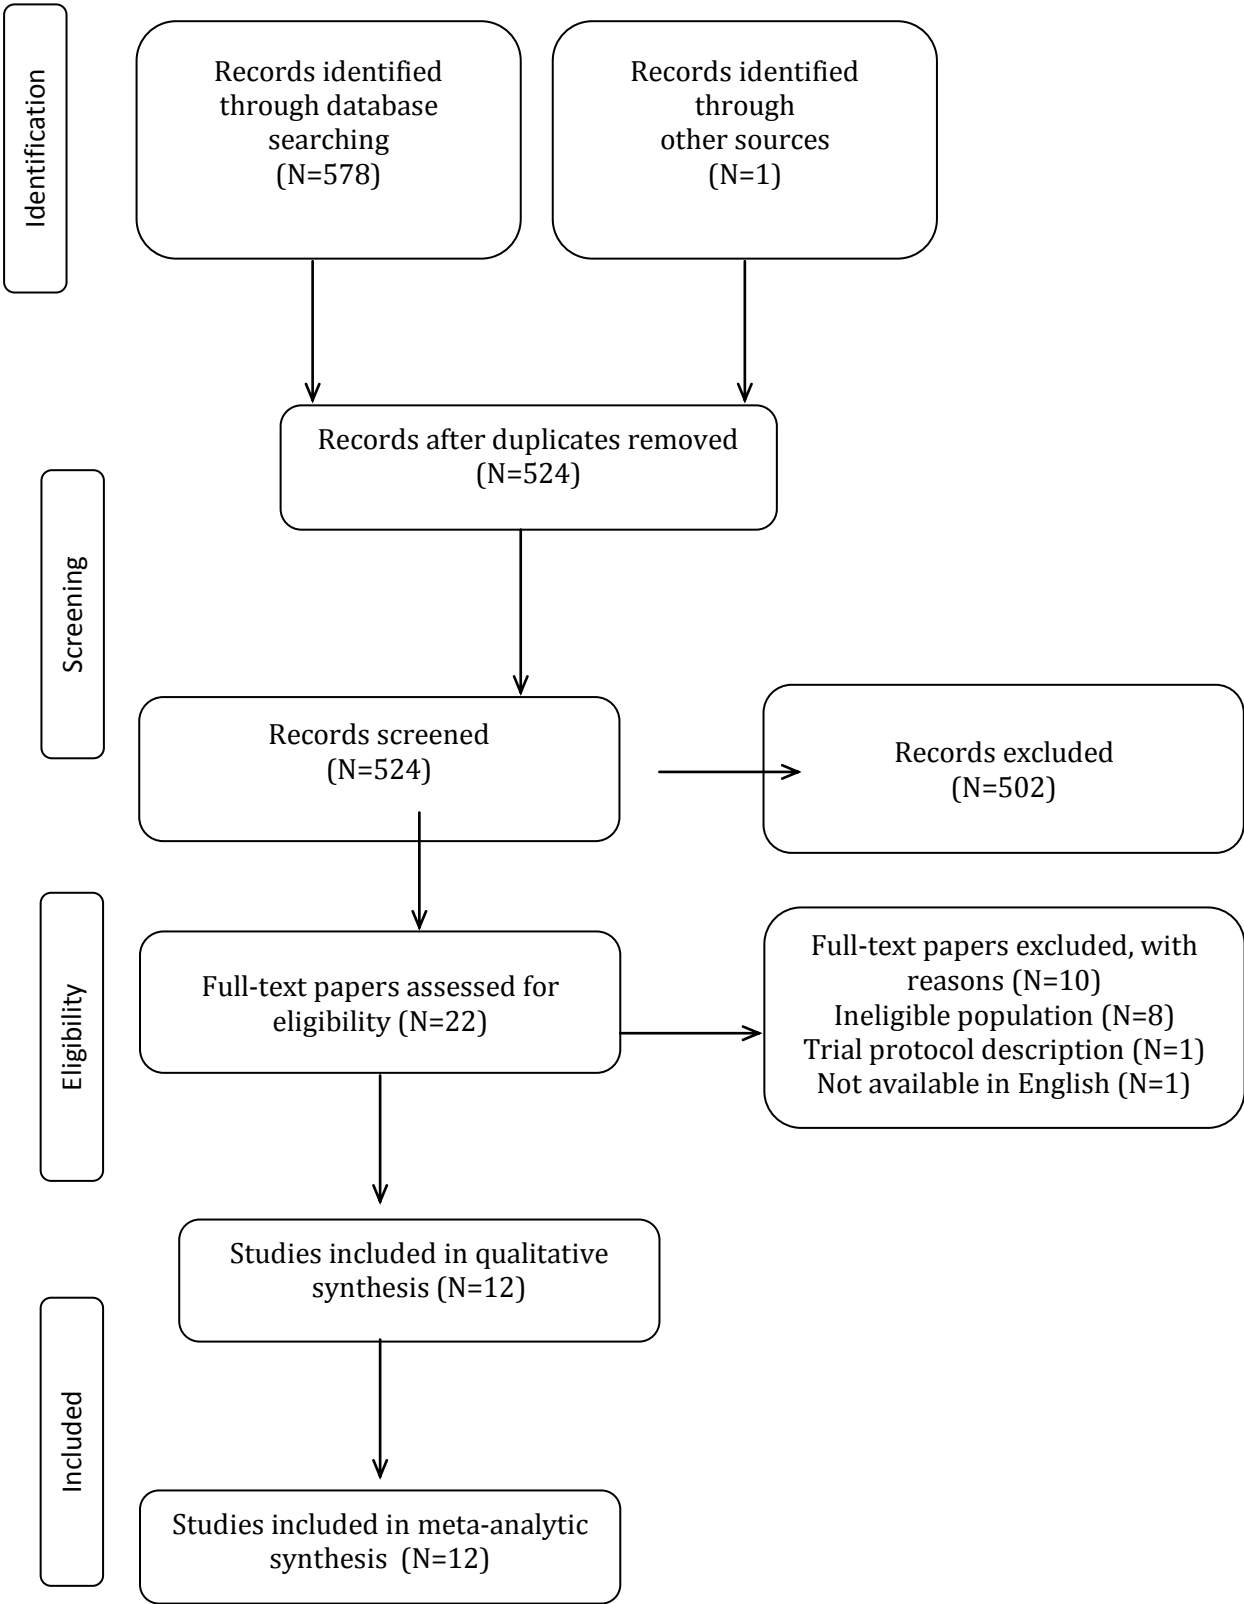 Identification
Records identified
through database
searching
(N=578)
Records identified
through
other sources
(N=1)
Records after duplicates removed
(N=524)
Screening
Records screened
(N=524)
Records excluded
(N=502)
Eligibility
Full-text papers assessed for
eligibility (N=22)
Full-text papers excluded, with
reasons (N=10)
Ineligible population (N=8)
Trial protocol description (N=1)
Not available in English (N=1)
Studies included in qualitative
synthesis (N=12)
Included
Studies included in meta-analytic
synthesis (N=12)